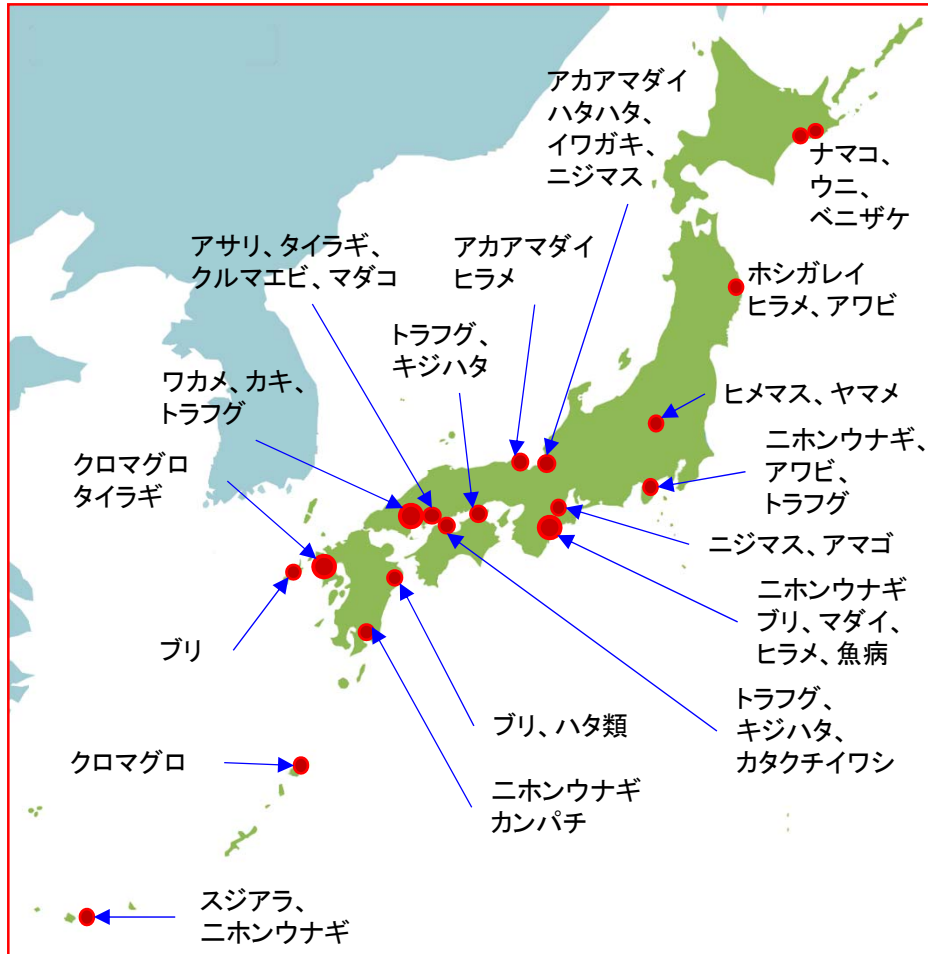 アカアマダイ
ハタハタ、
イワガキ、
ニジマス
ナマコ、
ウニ、
ベニザケ
アサリ、タイラギ、
クルマエビ、マダコ
アカアマダイ
ヒラメ
ホシガレイ
ヒラメ、アワビ
トラフグ、
キジハタ
ワカメ、カキ、
トラフグ
ヒメマス、ヤマメ
ニホンウナギ、
アワビ、
トラフグ
クロマグロ
タイラギ
ニジマス、アマゴ
ニホンウナギ
ブリ、マダイ、
ヒラメ、魚病
ブリ
トラフグ、
キジハタ、
カタクチイワシ
ブリ、ハタ類
クロマグロ
ニホンウナギ
カンパチ
スジアラ、
ニホンウナギ